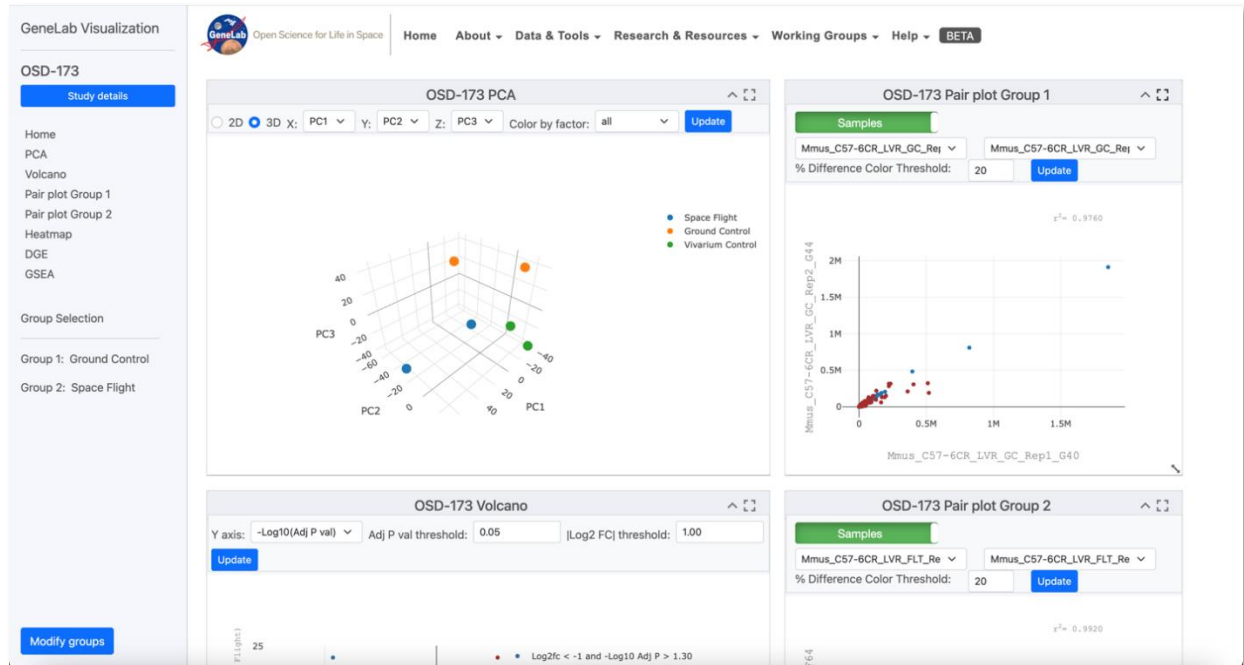 GeneLab Visualization
OSD-173
Study details
Home
PCA
Volcano
Pair plot Group 1
Pair plot Group 2
Heatmap
DGE
GSEA
Group Selection
Group 1: Ground Control
Group 2: Space Flight
Modify groups
GeneLab
Open Science for Life in Space
Home About Data & Tools Research & Resources Working Groups Help BETA
OSD-173 PCA
2D 3D X: PC1 Y: PC2 Z: PC3 Color by factor: all Update
Space Flight
Ground Control
Vivarium Control
40
20
0
−20
−40
PC3
−60
−40
−20
0
PC2
−40
−20
0
20
40
PC1
OSD-173 Pair plot Group 1
Samples
Mmus_C57-6CR_LVR_GC_Rep Mmus_C57-6CR_LVR_GC_Rep
% Difference Color Threshold: 20 Update
r²= 0.9760
Mmus_C57-6CR_LVR_GC_Rep2_G44
2M
1.5M
1M
0.5M
0
0 0.5M 1M 1.5M
Mmus_C57-6CR_LVR_GC_Rep1_G40
OSD-173 Volcano
Y axis: -Log10(Adj P val) Adj P val threshold: 0.05 |Log2 FC| threshold: 1.00
Update
Flight)
25
Log2fc < -1 and -Log10 Adj P > 1.30
OSD-173 Pair plot Group 2
Samples
Mmus_C57-6CR_LVR_FLT_Re Mmus_C57-6CR_LVR_FLT_Re
% Difference Color Threshold: 20 Update
r²= 0.9920